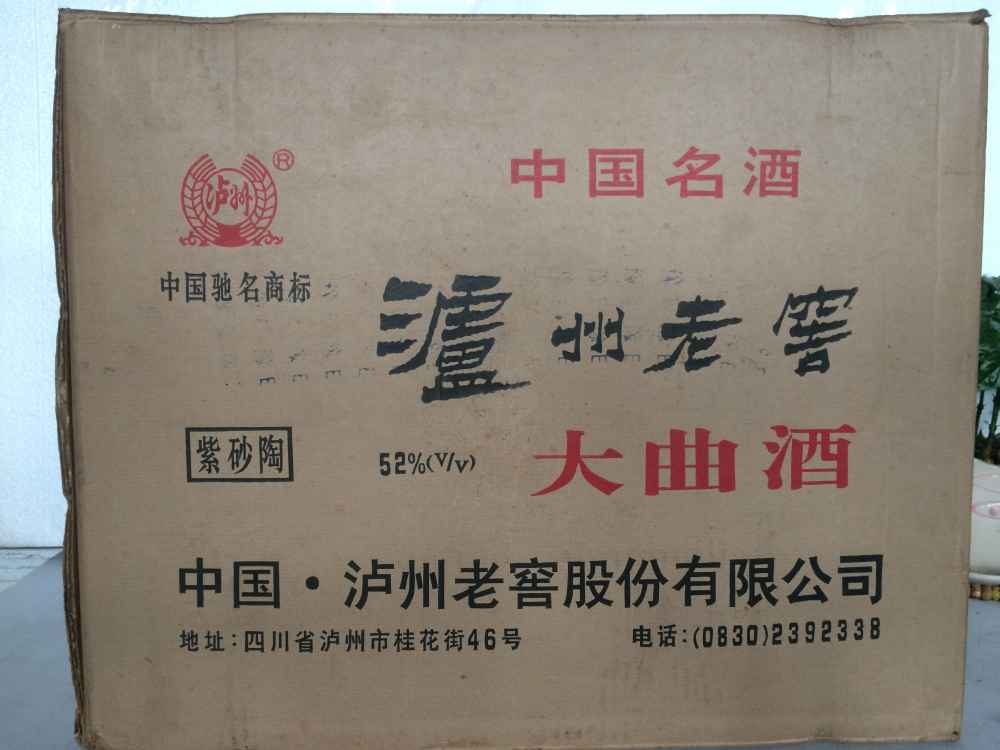 泸州
®
中国名酒
中国驰名商标
瀘州老窖
紫砂陶
52%(V/V)
大曲酒
中国·泸州老窖股份有限公司
地址:四川省泸州市桂花街46号
电话:(0830)2392338